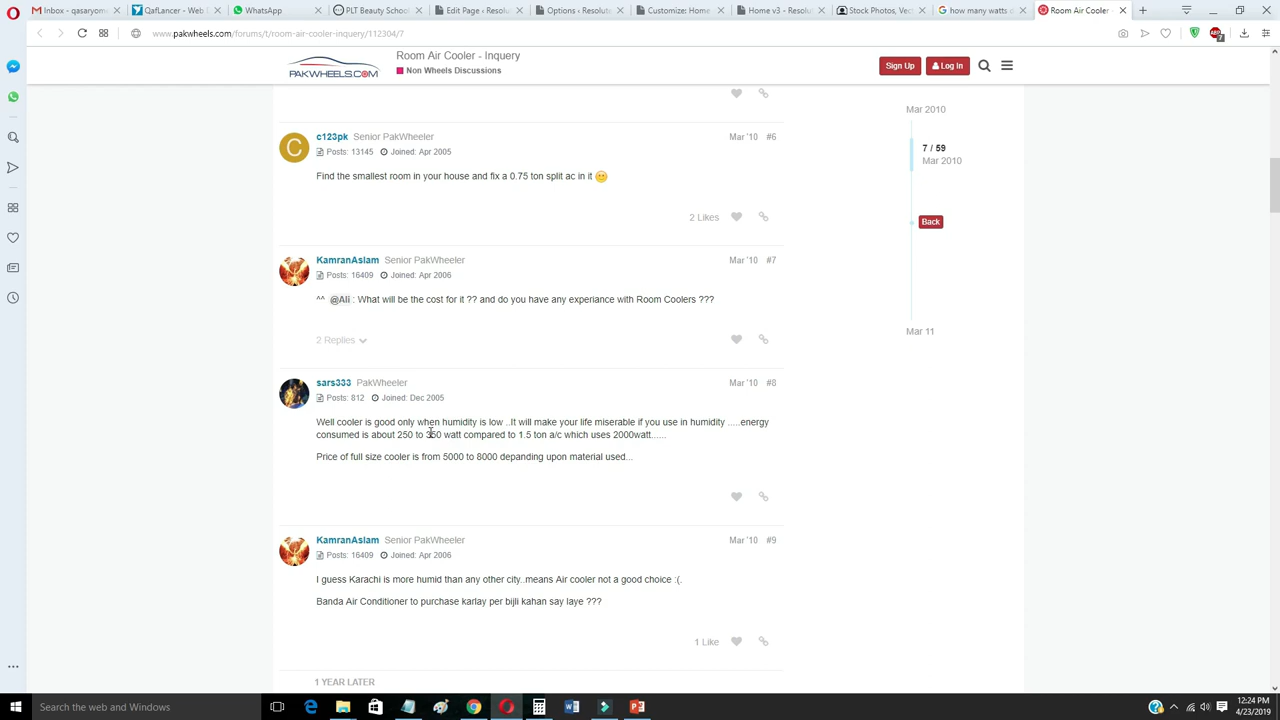 Inbox - qasaryom
QafLancer - Web
WhatsApp
PLT Beauty School
Edit Page ‹ Resolute
Options ‹ Resolute
Customize: Home
Home v3 - Resolu
Stock Photos, Vect
how many watts o
Room Air Cooler -
www.pakwheels.com/forums/t/room-air-cooler-inquery/112304/7
7
PAKWHEELS.COM
Room Air Cooler - Inquery
Non Wheels Discussions
Sign Up
Log In
Mar 2010
7 / 59
Mar 2010
Back
Mar 11
C
c123pk Senior PakWheeler
Mar '10 #6
Posts: 13145 Joined: Apr 2005
Find the smallest room in your house and fix a 0.75 ton split ac in it
2 Likes
KamranAslam Senior PakWheeler
Mar '10 #7
Posts: 16409 Joined: Apr 2006
^^ @Ali : What will be the cost for it ?? and do you have any experiance with Room Coolers ???
2 Replies
sars333 PakWheeler
Mar '10 #8
Posts: 812 Joined: Dec 2005
Well cooler is good only when humidity is low ..It will make your life miserable if you use in humidity .....energy
consumed is about 250 to 350 watt compared to 1.5 ton a/c which uses 2000watt......
Price of full size cooler is from 5000 to 8000 depanding upon material used...
KamranAslam Senior PakWheeler
Mar '10 #9
Posts: 16409 Joined: Apr 2006
I guess Karachi is more humid than any other city..means Air cooler not a good choice :(.
Banda Air Conditioner to purchase karlay per bijli kahan say laye ???
1 Like
1 YEAR LATER
Search the web and Windows
12:24 PM
4/23/2019